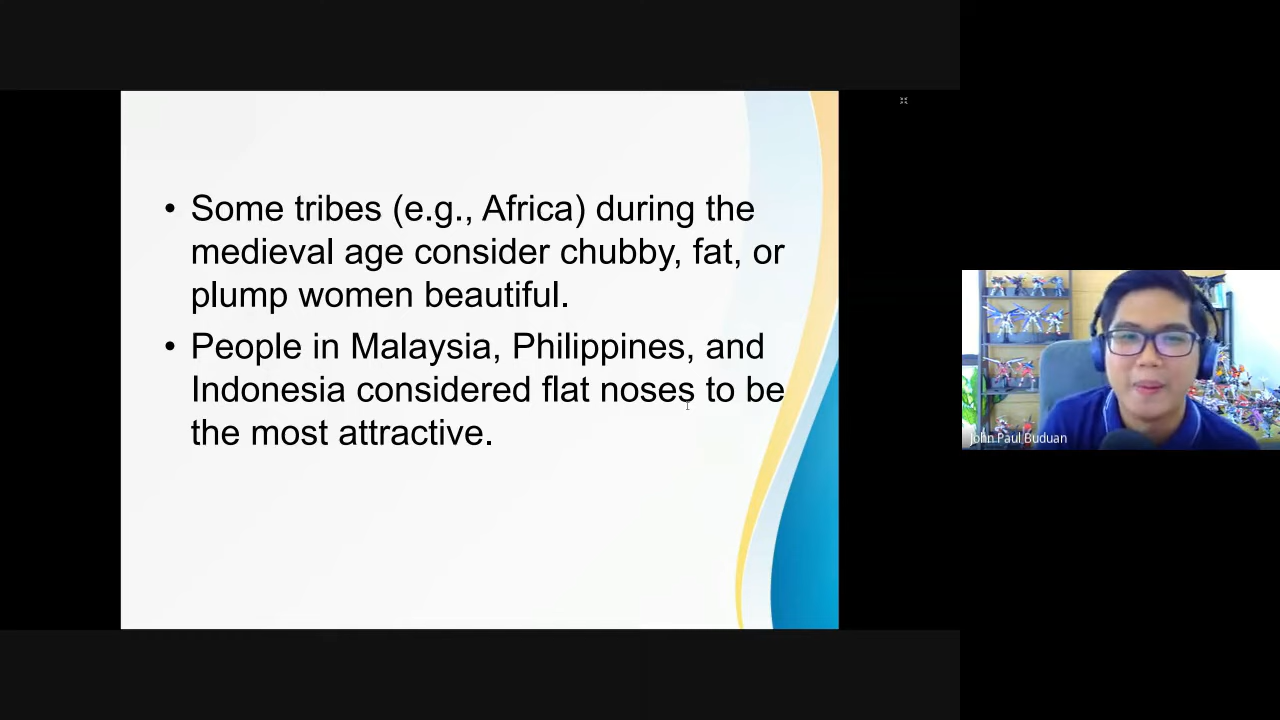 • Some tribes (e.g., Africa) during the
medieval age consider chubby, fat, or
plump women beautiful.
• People in Malaysia, Philippines, and
Indonesia considered flat noses to be
the most attractive.
John Paul Buduan